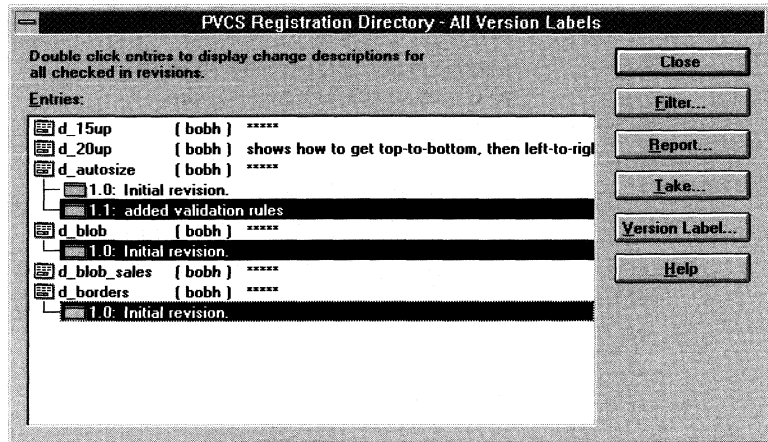 PVCS Registration Directory - All Version Labels
Double click entries to display change descriptions for
all checked in revisions.
Entries:
d_15up ( bobh ) *****
d_20up ( bobh ) shows how to get top-to-bottom, then left-to-rigl
d_autosize ( bobh ) *****
1.0: Initial revision.
1.1: added validation rules
d_blob ( bobh ) *****
1.0: Initial revision.
d_blob_sales ( bobh ) *****
d_borders ( bobh ) *****
1.0: Initial revision.
Close
Filter...
Report...
Take...
Version Label...
Help